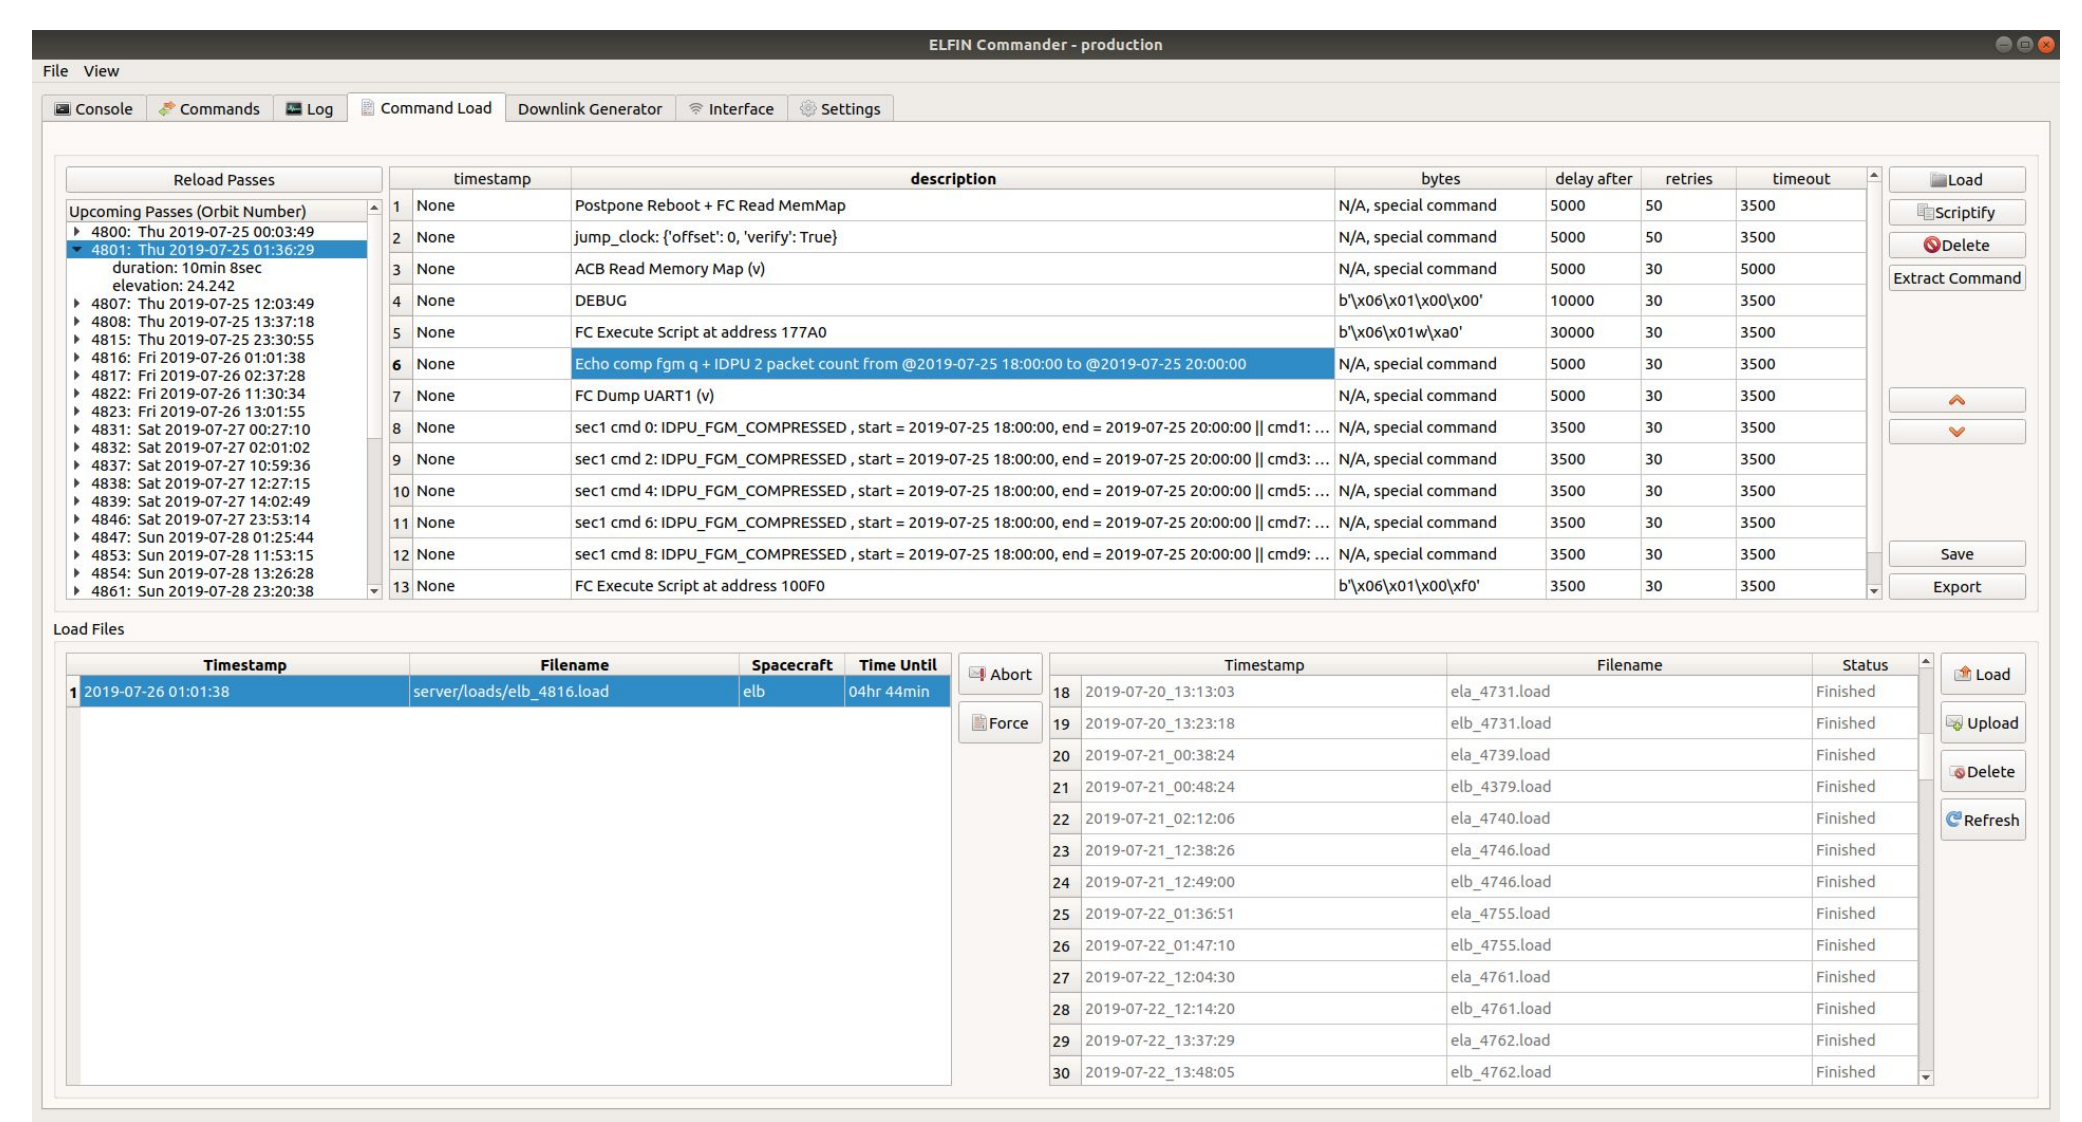 ELFIN Commander - production
File View
Console Commands Log Command Load Downlink Generator Interface Settings
Reload Passes
Upcoming Passes (Orbit Number)
4800: Thu 2019-07-25 00:03:49
4801: Thu 2019-07-25 01:36:29
duration: 10min 8sec
elevation: 24.242
4807: Thu 2019-07-25 12:03:49
4808: Thu 2019-07-25 13:37:18
4815: Thu 2019-07-25 23:30:55
4816: Fri 2019-07-26 01:01:38
4817: Fri 2019-07-26 02:37:28
4822: Fri 2019-07-26 11:30:34
4823: Fri 2019-07-26 13:01:55
4831: Sat 2019-07-27 00:27:10
4832: Sat 2019-07-27 02:01:02
4837: Sat 2019-07-27 10:59:36
4838: Sat 2019-07-27 12:27:15
4839: Sat 2019-07-27 14:02:49
4846: Sat 2019-07-27 23:53:14
4847: Sun 2019-07-28 01:25:44
4853: Sun 2019-07-28 11:53:15
4854: Sun 2019-07-28 13:26:28
4861: Sun 2019-07-28 23:20:38
timestamp description bytes delay after retries timeout
1 None Postpone Reboot + FC Read MemMap N/A, special command 5000 50 3500
2 None jump_clock: {'offset': 0, 'verify': True} N/A, special command 5000 50 3500
3 None ACB Read Memory Map (v) N/A, special command 5000 30 5000
4 None DEBUG b'\x06\x01\x00\x00' 10000 30 3500
5 None FC Execute Script at address 177A0 b'\x06\x01w\xa0' 30000 30 3500
6 None Echo comp fgm q + IDPU 2 packet count from @2019-07-25 18:00:00 to @2019-07-25 20:00:00 N/A, special command 5000 30 3500
7 None FC Dump UART1 (v) N/A, special command 5000 30 3500
8 None sec1 cmd 0: IDPU_FGM_COMPRESSED , start = 2019-07-25 18:00:00, end = 2019-07-25 20:00:00 || cmd1: ... N/A, special command 3500 30 3500
9 None sec1 cmd 2: IDPU_FGM_COMPRESSED , start = 2019-07-25 18:00:00, end = 2019-07-25 20:00:00 || cmd3: ... N/A, special command 3500 30 3500
10 None sec1 cmd 4: IDPU_FGM_COMPRESSED , start = 2019-07-25 18:00:00, end = 2019-07-25 20:00:00 || cmd5: ... N/A, special command 3500 30 3500
11 None sec1 cmd 6: IDPU_FGM_COMPRESSED , start = 2019-07-25 18:00:00, end = 2019-07-25 20:00:00 || cmd7: ... N/A, special command 3500 30 3500
12 None sec1 cmd 8: IDPU_FGM_COMPRESSED , start = 2019-07-25 18:00:00, end = 2019-07-25 20:00:00 || cmd9: ... N/A, special command 3500 30 3500
13 None FC Execute Script at address 100F0 b'\x06\x01\x00\xf0' 3500 30 3500
Load
Scriptify
Delete
Extract Command
Save
Export
Load Files
Timestamp Filename Spacecraft Time Until
1 2019-07-26 01:01:38 server/loads/elb_4816.load elb 04hr 44min
Abort
Force
Timestamp Filename Status
18 2019-07-20_13:13:03 ela_4731.load Finished
19 2019-07-20_13:23:18 elb_4731.load Finished
20 2019-07-21_00:38:24 ela_4739.load Finished
21 2019-07-21_00:48:24 elb_4379.load Finished
22 2019-07-21_02:12:06 ela_4740.load Finished
23 2019-07-21_12:38:26 ela_4746.load Finished
24 2019-07-21_12:49:00 elb_4746.load Finished
25 2019-07-22_01:36:51 ela_4755.load Finished
26 2019-07-22_01:47:10 elb_4755.load Finished
27 2019-07-22_12:04:30 ela_4761.load Finished
28 2019-07-22_12:14:20 elb_4761.load Finished
29 2019-07-22_13:37:29 ela_4762.load Finished
30 2019-07-22_13:48:05 elb_4762.load Finished
Load
Upload
Delete
Refresh